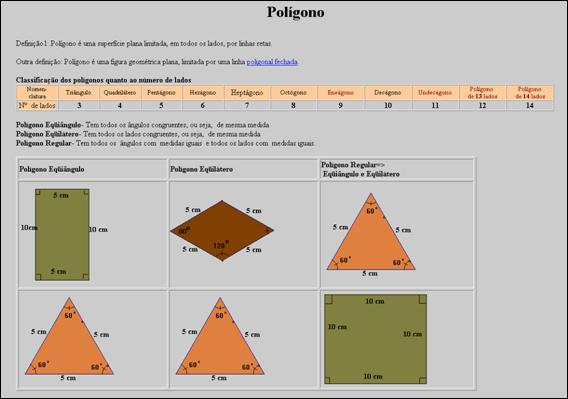 Polígono
Definição1: Polígono é uma superfície plana limitada, em todos os lados, por linhas retas.
Outra definição: Polígono é uma figura geométrica plana, limitada por uma linha poligonal fechada.
Classificação dos polígonos quanto ao número de lados
Nomen-clatura Triângulo Quadrilátero Pentágono Hexágono Heptágono Octógono Eneágono Decágono Undecágono Polígono de 13 lados Polígono de 14 lados
Nº de lados 3 4 5 6 7 8 9 10 11 12 14
Polígono Eqüiângulo- Tem todos os ângulos congruentes, ou seja, de mesma medida
Polígono Eqüilátero- Tem todos os lados congruentes, ou seja, de mesma medida
Polígono Regular- Tem todos os ângulos com medidas iguais e todos os lados com medidas iguais
Polígono Eqüiângulo
Polígono Eqüilátero
Polígono Regular=>
Eqüiângulo e Eqüilátero
5 cm
10cm
10 cm
5 cm
5 cm
5 cm
60º
120º
5 cm
5 cm
60°
5 cm
5 cm
60°
60°
5 cm
60°
5 cm
5 cm
60°
60°
5 cm
60°
5 cm
5 cm
60°
60°
5 cm
10 cm
10 cm
10 cm
10 cm